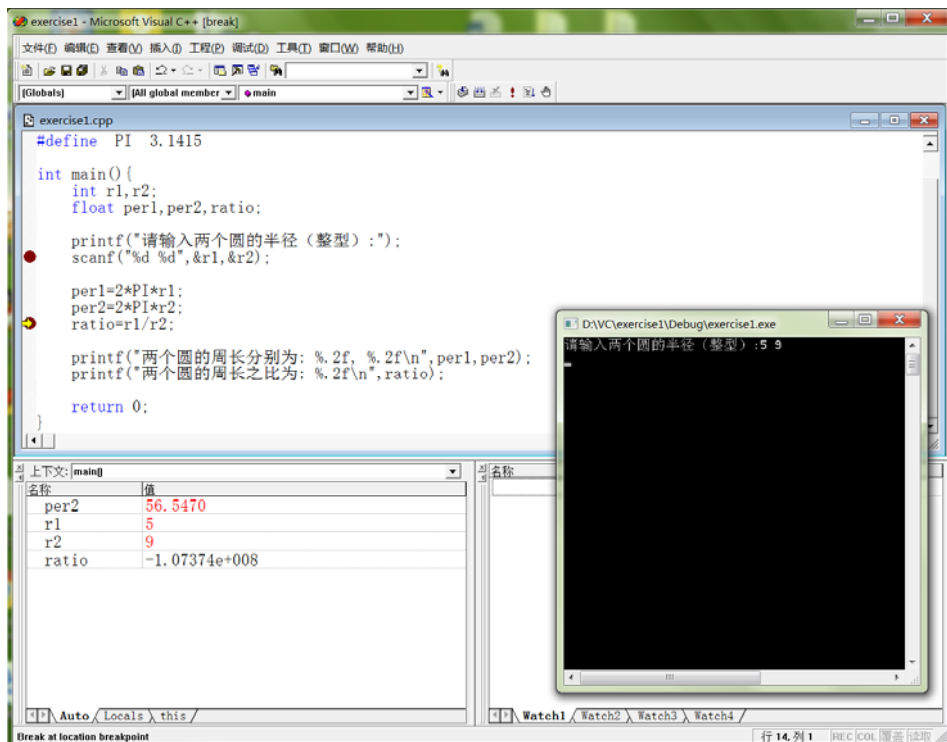 exercise1 - Microsoft Visual C++ [break]
文件(F) 编辑(E) 查看(V) 插入(I) 工程(P) 调试(D) 工具(T) 窗口(W) 帮助(H)
(Globals) (All global member main
exercise1.cpp
#define PI 3.1415
int main(){
int r1,r2;
float per1,per2,ratio;
printf("请输入两个圆的半径（整型）:");
scanf("%d %d",&r1,&r2);
per1=2*PI*r1;
per2=2*PI*r2;
ratio=r1/r2;
printf("两个圆的周长分别为: %.2f, %.2f\n",per1,per2);
printf("两个圆的周长之比为: %.2f\n",ratio);
return 0;
}
D:\VC\exercise1\Debug\exercise1.exe
请输入两个圆的半径（整型）:5 9
上下文: main()
名称 值
per2 56.5470
r1 5
r2 9
ratio -1.07374e+008
Auto Locals this
名称
Watch1 Watch2 Watch3 Watch4
Break at location breakpoint
行 14, 列 1 REC COL 覆盖 读取